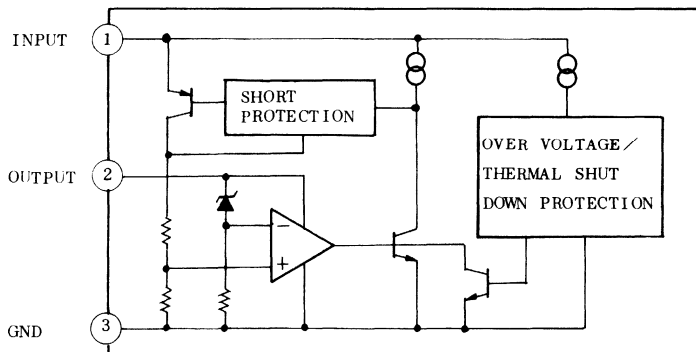 INPUT 1
SHORT
PROTECTION
OVER VOLTAGE/
THERMAL SHUT
DOWN PROTECTION
OUTPUT 2
−
+
GND 3